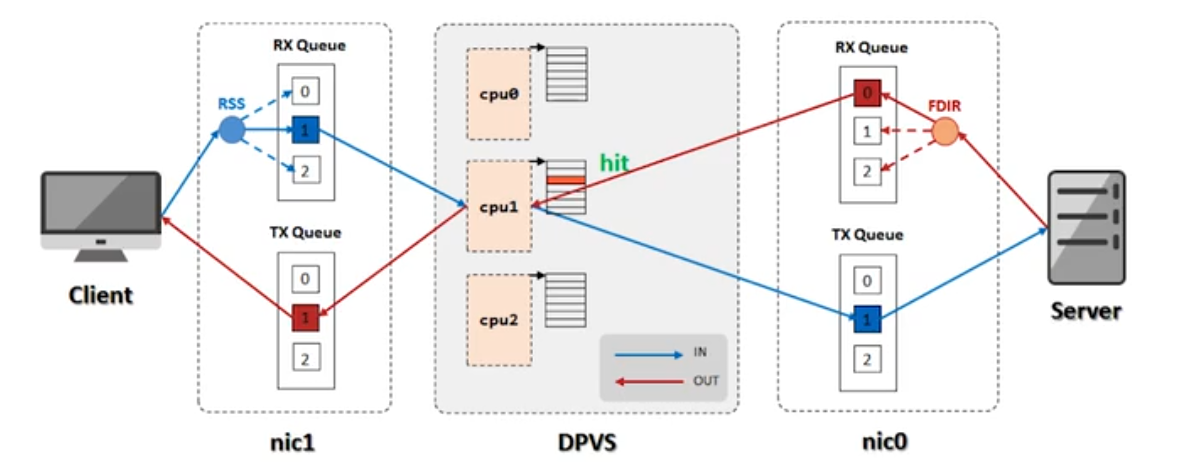 RX Queue
0
RSS
1
2
TX Queue
0
1
2
Client
nic1
cpu0
cpu1
hit
cpu2
IN
OUT
DPVS
RX Queue
0
FDIR
1
2
TX Queue
0
1
2
nic0
Server